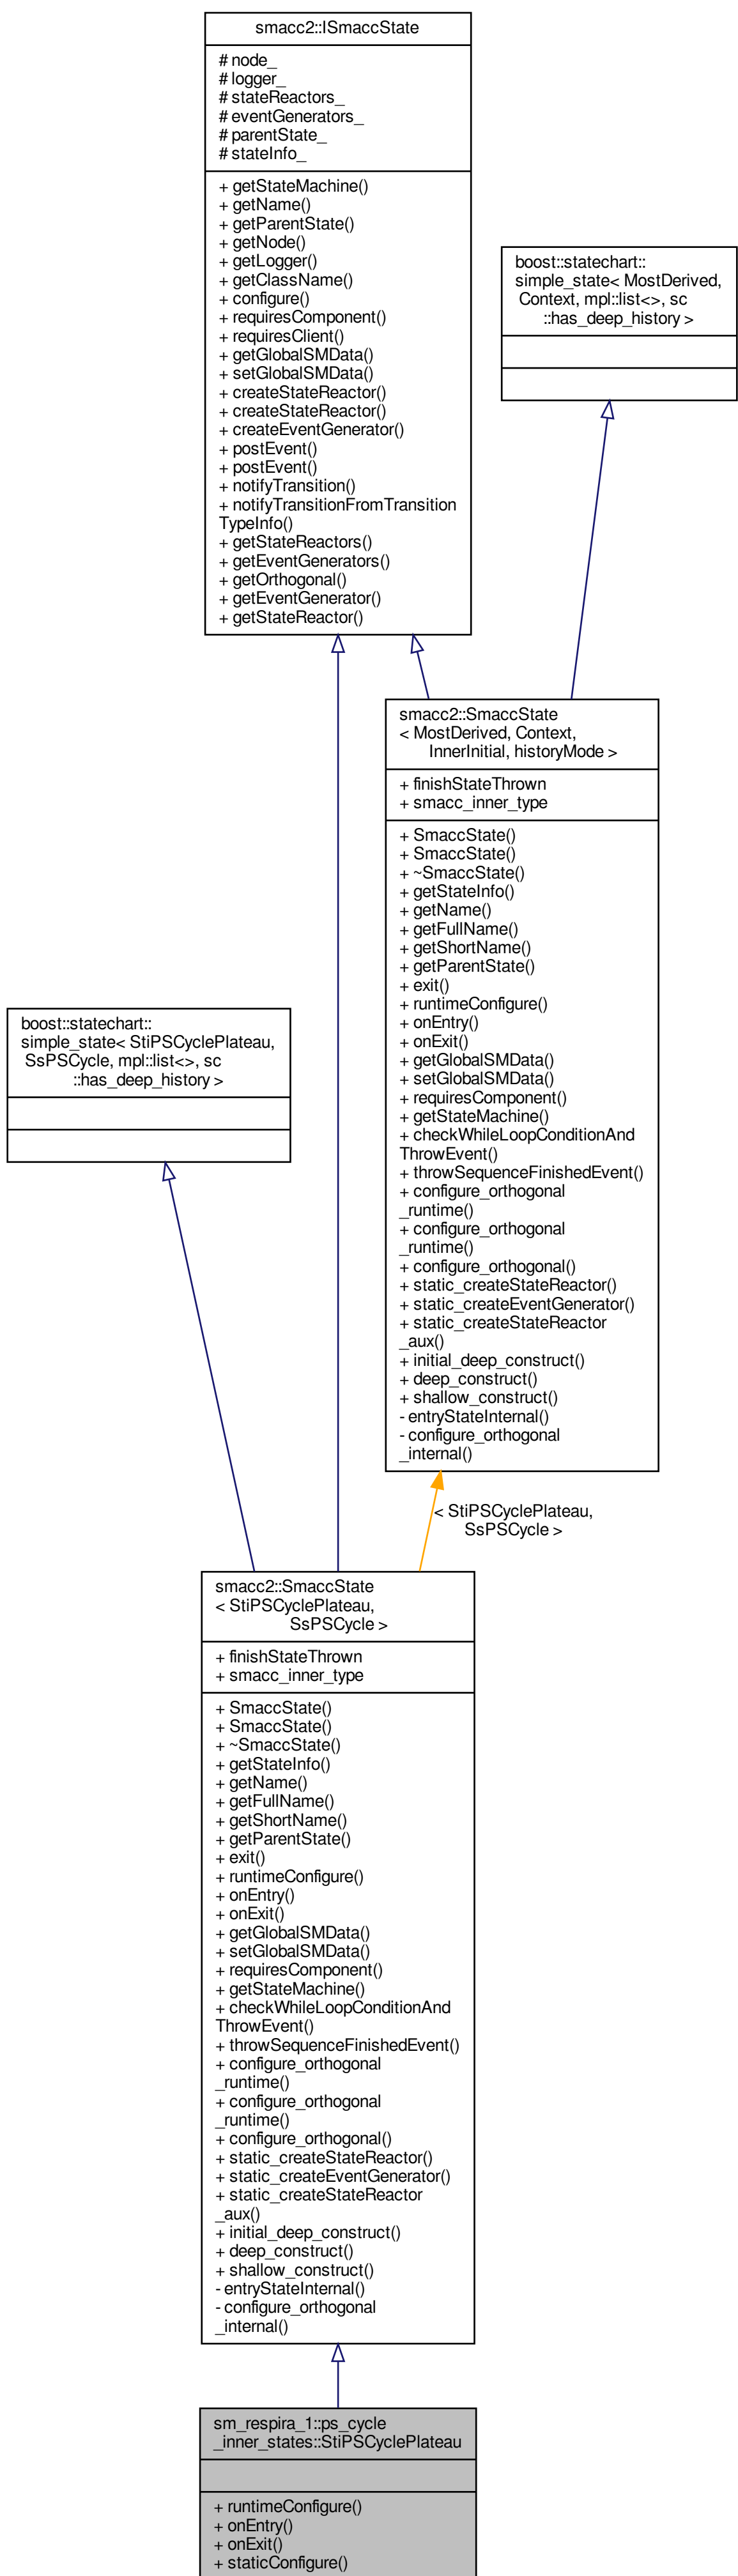 smacc2::ISmaccState
# node_
# logger_
# stateReactors_
# eventGenerators_
# parentState_
# stateInfo_
+ getStateMachine()
+ getName()
+ getParentState()
+ getNode()
+ getLogger()
+ getClassName()
+ configure()
+ requiresComponent()
+ requiresClient()
+ getGlobalSMData()
+ setGlobalSMData()
+ createStateReactor()
+ createStateReactor()
+ createEventGenerator()
+ postEvent()
+ postEvent()
+ notifyTransition()
+ notifyTransitionFromTransition
TypeInfo()
+ getStateReactors()
+ getEventGenerators()
+ getOrthogonal()
+ getEventGenerator()
+ getStateReactor()
boost::statechart::
simple_state< MostDerived,
Context, mpl::list<>, sc
::has_deep_history >
smacc2::SmaccState
< MostDerived, Context,
InnerInitial, historyMode >
+ finishStateThrown
+ smacc_inner_type
+ SmaccState()
+ SmaccState()
+ ~SmaccState()
+ getStateInfo()
+ getName()
+ getFullName()
+ getShortName()
+ getParentState()
+ exit()
+ runtimeConfigure()
+ onEntry()
+ onExit()
+ getGlobalSMData()
+ setGlobalSMData()
+ requiresComponent()
+ getStateMachine()
+ checkWhileLoopConditionAnd
ThrowEvent()
+ throwSequenceFinishedEvent()
+ configure_orthogonal
_runtime()
+ configure_orthogonal
_runtime()
+ configure_orthogonal()
+ static_createStateReactor()
+ static_createEventGenerator()
+ static_createStateReactor
_aux()
+ initial_deep_construct()
+ deep_construct()
+ shallow_construct()
- entryStateInternal()
- configure_orthogonal
_internal()
boost::statechart::
simple_state< StiPSCyclePlateau,
SsPSCycle, mpl::list<>, sc
::has_deep_history >
< StiPSCyclePlateau,
SsPSCycle >
smacc2::SmaccState
< StiPSCyclePlateau,
SsPSCycle >
+ finishStateThrown
+ smacc_inner_type
+ SmaccState()
+ SmaccState()
+ ~SmaccState()
+ getStateInfo()
+ getName()
+ getFullName()
+ getShortName()
+ getParentState()
+ exit()
+ runtimeConfigure()
+ onEntry()
+ onExit()
+ getGlobalSMData()
+ setGlobalSMData()
+ requiresComponent()
+ getStateMachine()
+ checkWhileLoopConditionAnd
ThrowEvent()
+ throwSequenceFinishedEvent()
+ configure_orthogonal
_runtime()
+ configure_orthogonal
_runtime()
+ configure_orthogonal()
+ static_createStateReactor()
+ static_createEventGenerator()
+ static_createStateReactor
_aux()
+ initial_deep_construct()
+ deep_construct()
+ shallow_construct()
- entryStateInternal()
- configure_orthogonal
_internal()
sm_respira_1::ps_cycle
_inner_states::StiPSCyclePlateau
+ runtimeConfigure()
+ onEntry()
+ onExit()
+ staticConfigure()